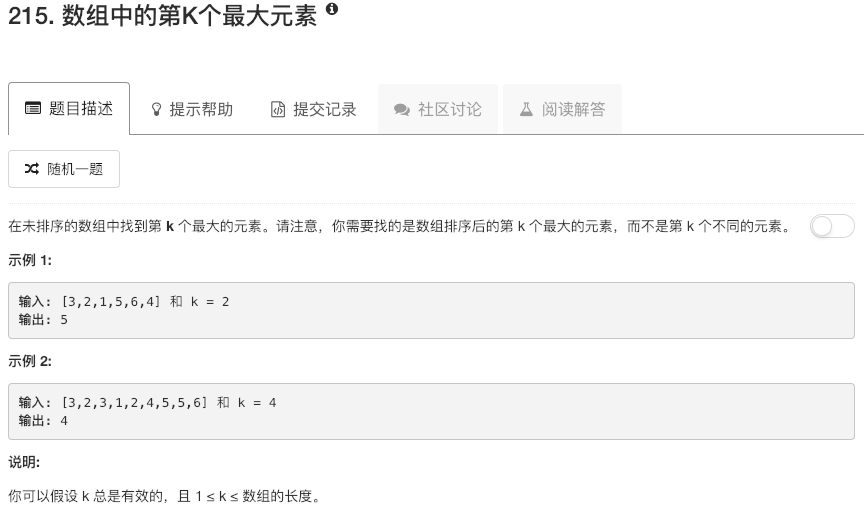 215. 数组中的第K个最大元素
题目描述 提示帮助 提交记录 社区讨论 阅读解答
随机一题
在未排序的数组中找到第 k 个最大的元素。请注意，你需要找的是数组排序后的第 k 个最大的元素，而不是第 k 个不同的元素。
示例 1:
输入: [3,2,1,5,6,4] 和 k = 2
输出: 5
示例 2:
输入: [3,2,3,1,2,4,5,5,6] 和 k = 4
输出: 4
说明:
你可以假设 k 总是有效的，且 1 ≤ k ≤ 数组的长度。